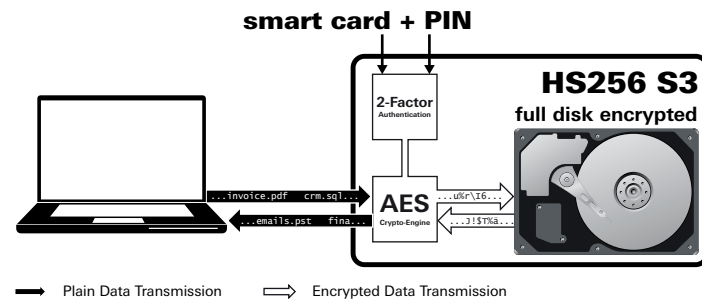 smart card + PIN
HS256 S3
full disk encrypted
2-Factor
Authentication
...invoice.pdf crm.sql...
AES
Crypto-Engine
...u%r\I6...
...emails.pst fina...
...J!$T%ä...
Plain Data Transmission
Encrypted Data Transmission